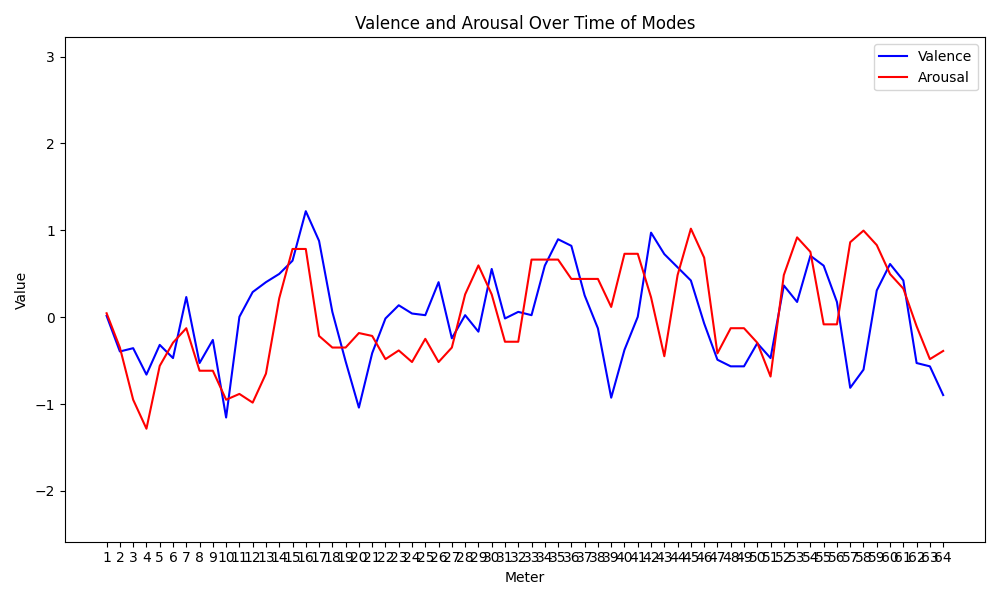 Valence and Arousal Over Time of Modes
Valence
Arousal
3
2
1
0
−1
−2
Value
1 2 3 4 5 6 7 8 9 10 11 12 13 14 15 16 17 18 19 20 21 22 23 24 25 26 27 28 29 30 31 32 33 34 35 36 37 38 39 40 41 42 43 44 45 46 47 48 49 50 51 52 53 54 55 56 57 58 59 60 61 62 63 64
Meter